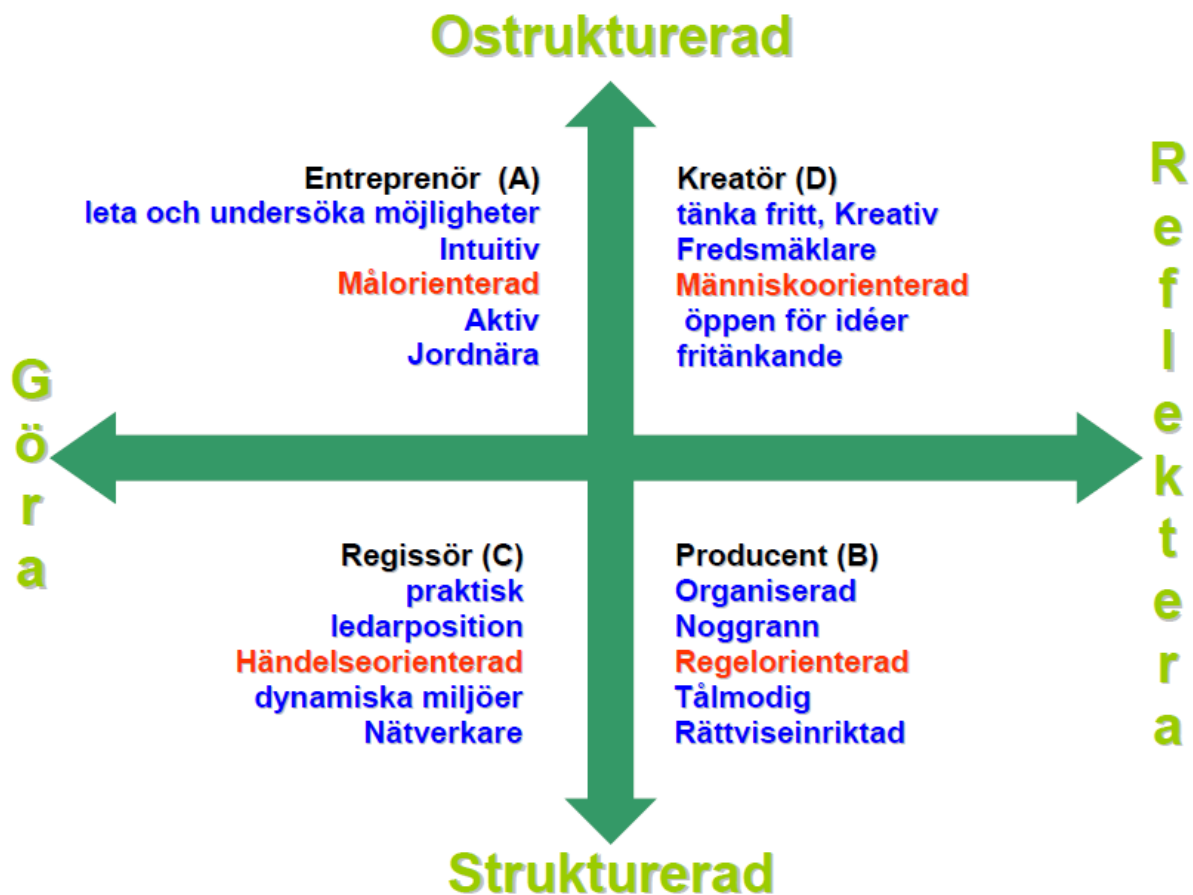 Ostrukturerad
Entreprenör (A)
leta och undersöka möjligheter
Intuitiv
Målorienterad
Aktiv
Jordnära
Kreatör (D)
tänka fritt, Kreativ
Fredsmäklare
Människoorienterad
öppen för idéer
fritänkande
Göra
Reflektera
Regissör (C)
praktisk
ledarposition
Händelseorienterad
dynamiska miljöer
Nätverkare
Producent (B)
Organiserad
Noggrann
Regelorienterad
Tålmodig
Rättviseinriktad
Strukturerad